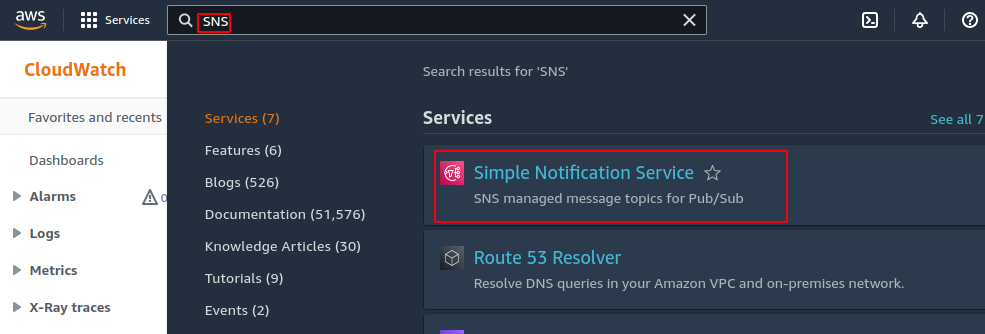 aws
Services
SNS
CloudWatch
Favorites and recents
Dashboards
Alarms
0
Logs
Metrics
X-Ray traces
Search results for 'SNS'
Services (7)
Features (6)
Blogs (526)
Documentation (51,576)
Knowledge Articles (30)
Tutorials (9)
Events (2)
Services
See all 7
Simple Notification Service
SNS managed message topics for Pub/Sub
Route 53 Resolver
Resolve DNS queries in your Amazon VPC and on-premises network.